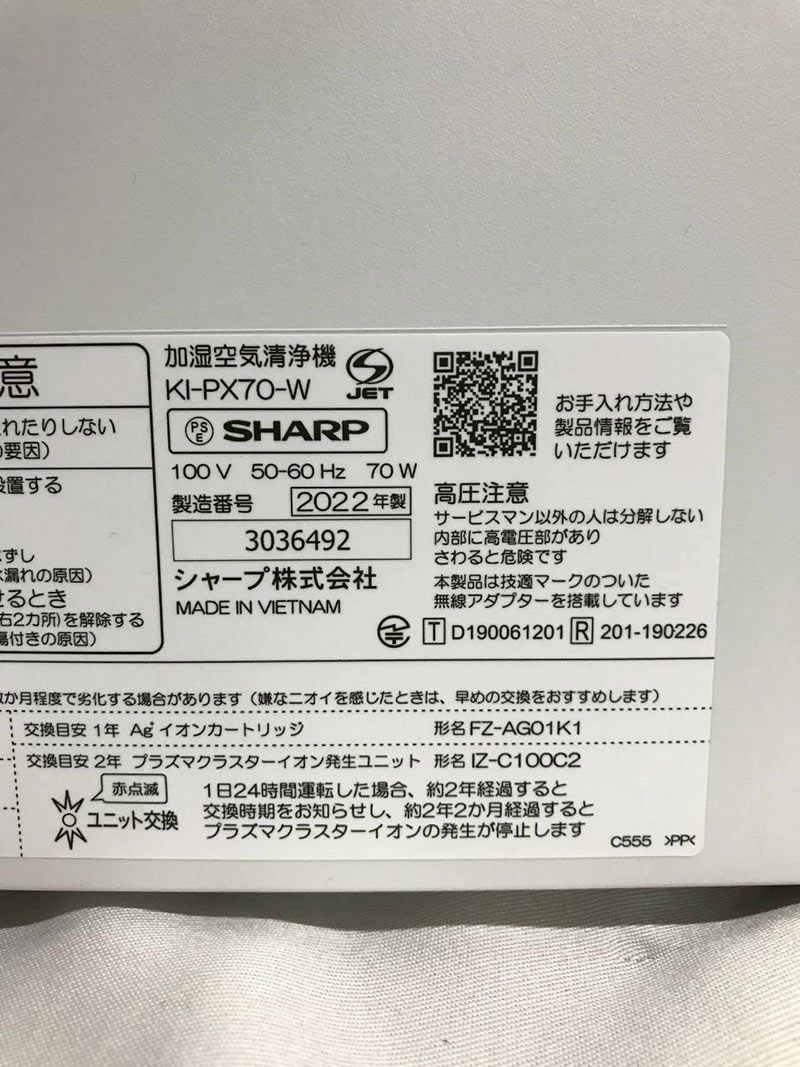 意
れたりしない
要因）
設置する
ずし
漏れの原因）
せるとき
右2カ所）を解除する
傷付きの原因）
加湿空気清浄機
KI-PX70-W
JET
PS
E
SHARP
100 V 50-60 Hz 70 W
製造番号 2022年製
3036492
シャープ株式会社
MADE IN VIETNAM
お手入れ方法や
製品情報をご覧
いただけます
高圧注意
サービスマン以外の人は分解しない
内部に高電圧部があり
さわると危険です
本製品は技適マークのついた
無線アダプターを搭載しています
T D190061201 R 201-190226
か月程度で劣化する場合があります（嫌なニオイを感じたときは、早めの交換をおすすめします）
交換目安 1年 Ag⁺イオンカートリッジ 形名 FZ-AG01K1
交換目安 2年 プラズマクラスターイオン発生ユニット 形名 IZ-C100C2
赤点滅
ユニット交換
1日24時間運転した場合、約2年経過すると
交換時期をお知らせし、約2年2か月経過すると
プラズマクラスターイオンの発生が停止します
C555 >PP<